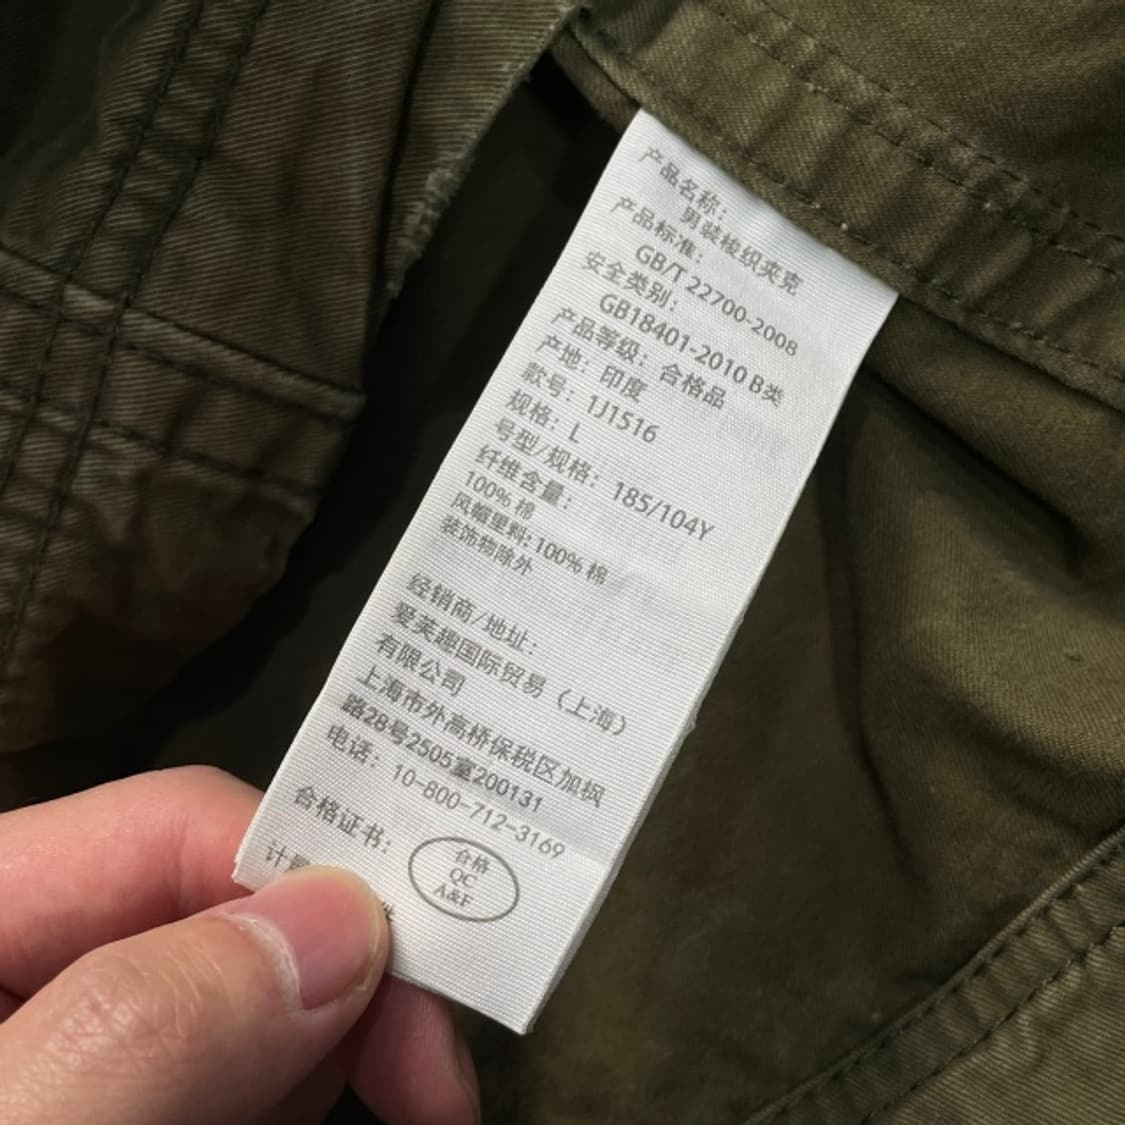 产品名称：
男装梭织夹克
产品标准：
GB/T 22700-2008
安全类别：
GB18401-2010 B类
产品等级：合格品
产地：印度
款号：1J1516
规格：L
号型/规格：185/104Y
纤维含量：
100% 棉
风帽里料：100% 棉
装饰物除外
经销商/地址：
爱芙趣国际贸易（上海）
有限公司
上海市外高桥保税区加枫
路28号2505室200131
电话：10-800-712-3169
合格证书：
合格
QC
A&F
计
件